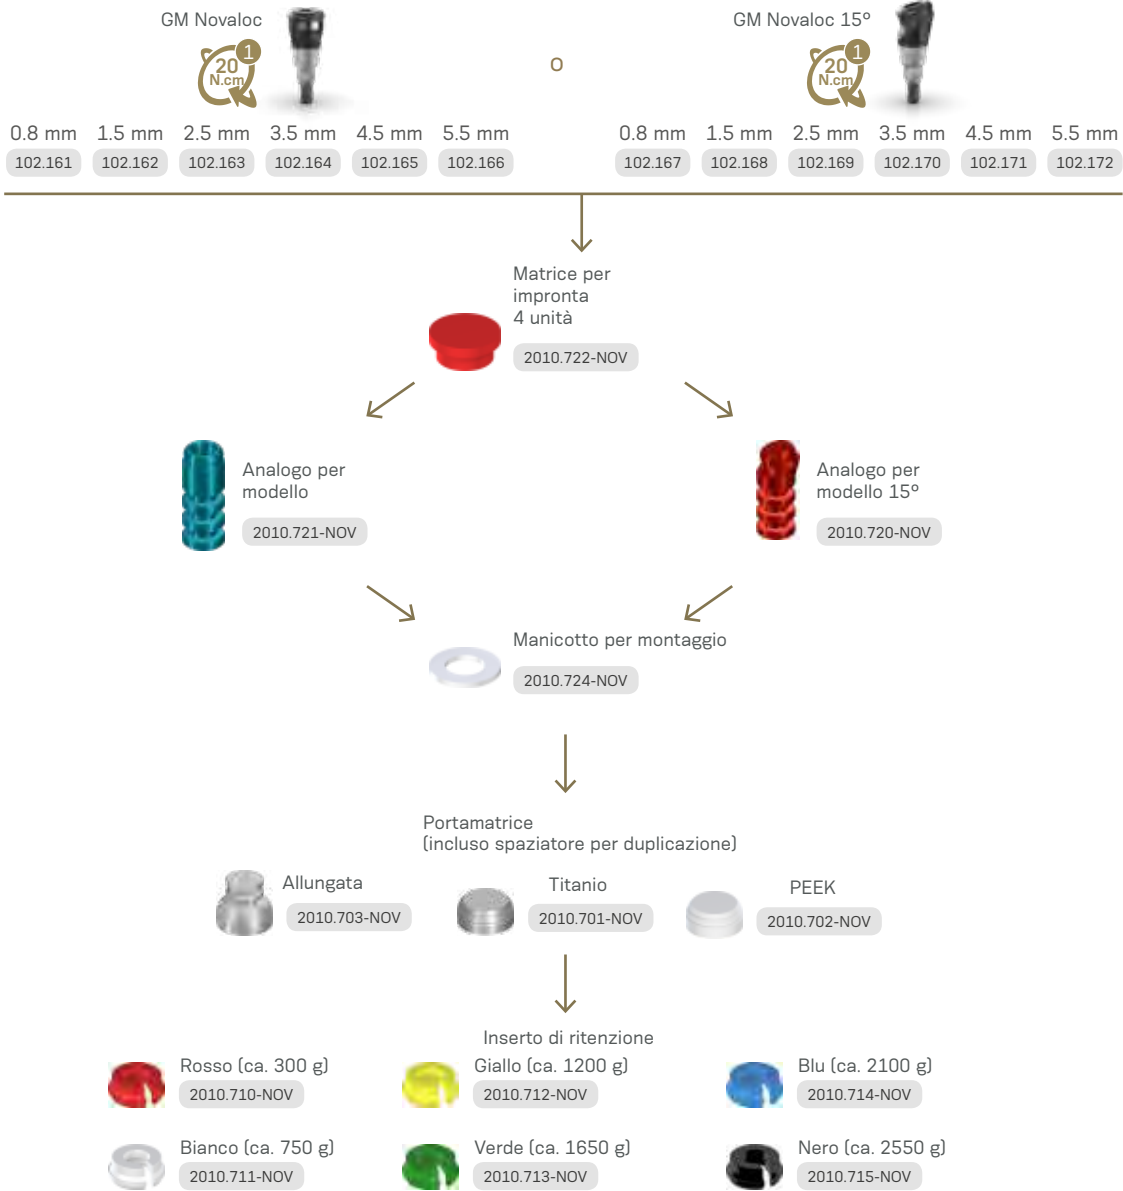 GM Novaloc
1
20
N.cm
O
GM Novaloc 15°
1
20
N.cm
0.8 mm 1.5 mm 2.5 mm 3.5 mm 4.5 mm 5.5 mm
102.161 102.162 102.163 102.164 102.165 102.166
0.8 mm 1.5 mm 2.5 mm 3.5 mm 4.5 mm 5.5 mm
102.167 102.168 102.169 102.170 102.171 102.172
Matrice per
impronta
4 unità
2010.722-NOV
Analogo per
modello
2010.721-NOV
Analogo per
modello 15°
2010.720-NOV
Manicotto per montaggio
2010.724-NOV
Portamatrice
(incluso spaziatore per duplicazione)
Allungata
2010.703-NOV
Titanio
2010.701-NOV
PEEK
2010.702-NOV
Inserto di ritenzione
Rosso (ca. 300 g)
2010.710-NOV
Giallo (ca. 1200 g)
2010.712-NOV
Blu (ca. 2100 g)
2010.714-NOV
Bianco (ca. 750 g)
2010.711-NOV
Verde (ca. 1650 g)
2010.713-NOV
Nero (ca. 2550 g)
2010.715-NOV